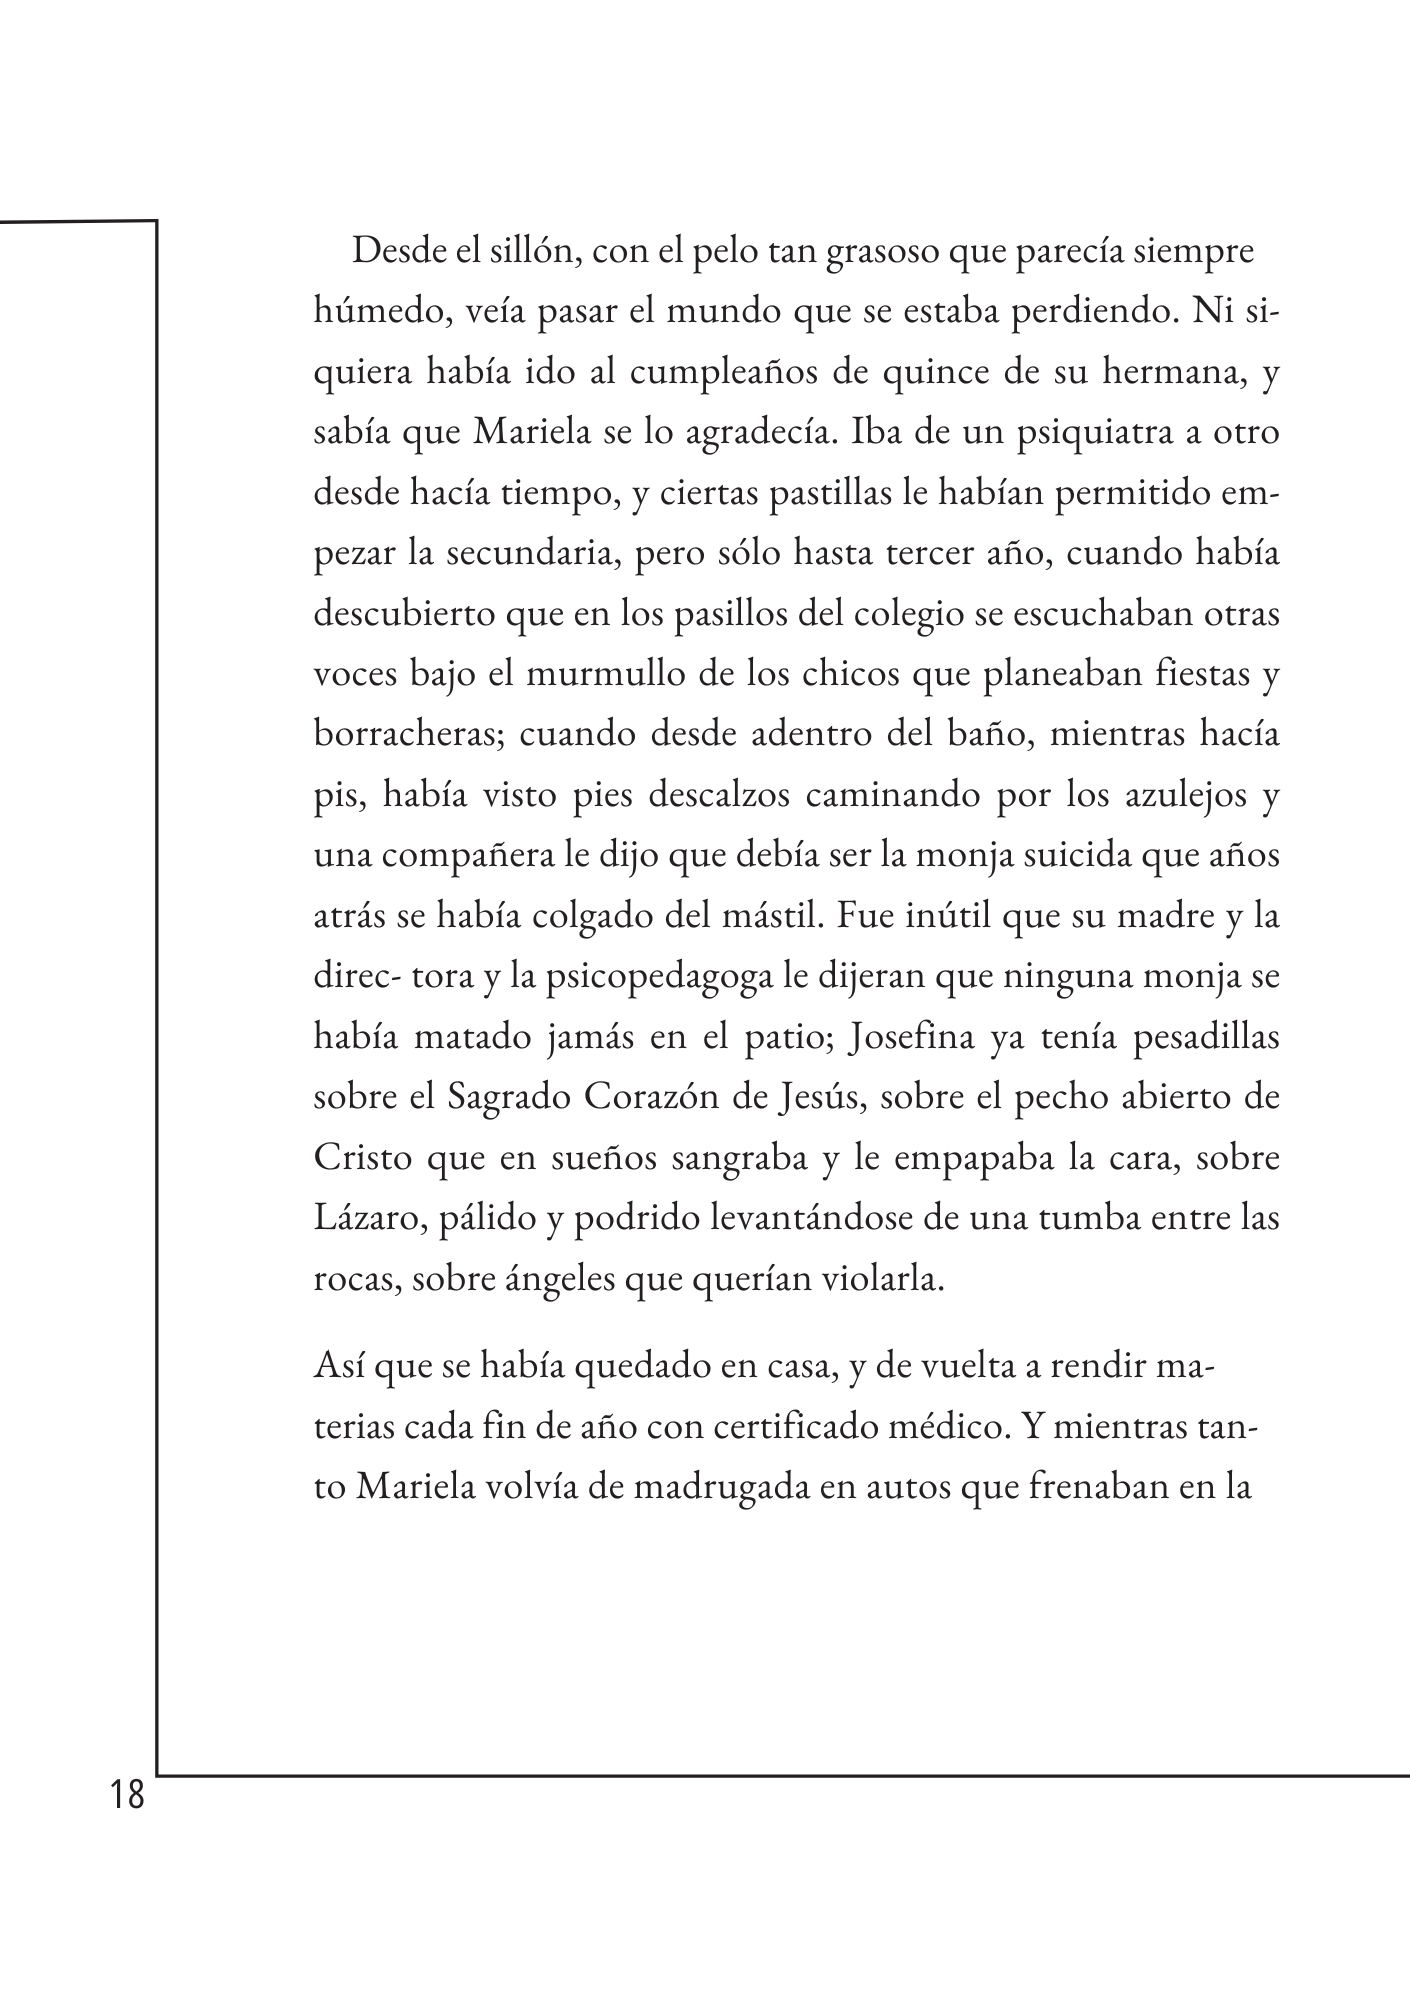 Desde el sillón, con el pelo tan grasoso que parecía siempre
húmedo, veía pasar el mundo que se estaba perdiendo. Ni si-
quiera había ido al cumpleaños de quince de su hermana, y
sabía que Mariela se lo agradecía. Iba de un psiquiatra a otro
desde hacía tiempo, y ciertas pastillas le habían permitido em-
pezar la secundaria, pero sólo hasta tercer año, cuando había
descubierto que en los pasillos del colegio se escuchaban otras
voces bajo el murmullo de los chicos que planeaban fiestas y
borracheras; cuando desde adentro del baño, mientras hacía
pis, había visto pies descalzos caminando por los azulejos y
una compañera le dijo que debía ser la monja suicida que años
atrás se había colgado del mástil. Fue inútil que su madre y la
direc- tora y la psicopedagoga le dijeran que ninguna monja se
había matado jamás en el patio; Josefina ya tenía pesadillas
sobre el Sagrado Corazón de Jesús, sobre el pecho abierto de
Cristo que en sueños sangraba y le empapaba la cara, sobre
Lázaro, pálido y podrido levantándose de una tumba entre las
rocas, sobre ángeles que querían violarla.
Así que se había quedado en casa, y de vuelta a rendir ma-
terias cada fin de año con certificado médico. Y mientras tan-
to Mariela volvía de madrugada en autos que frenaban en la
18